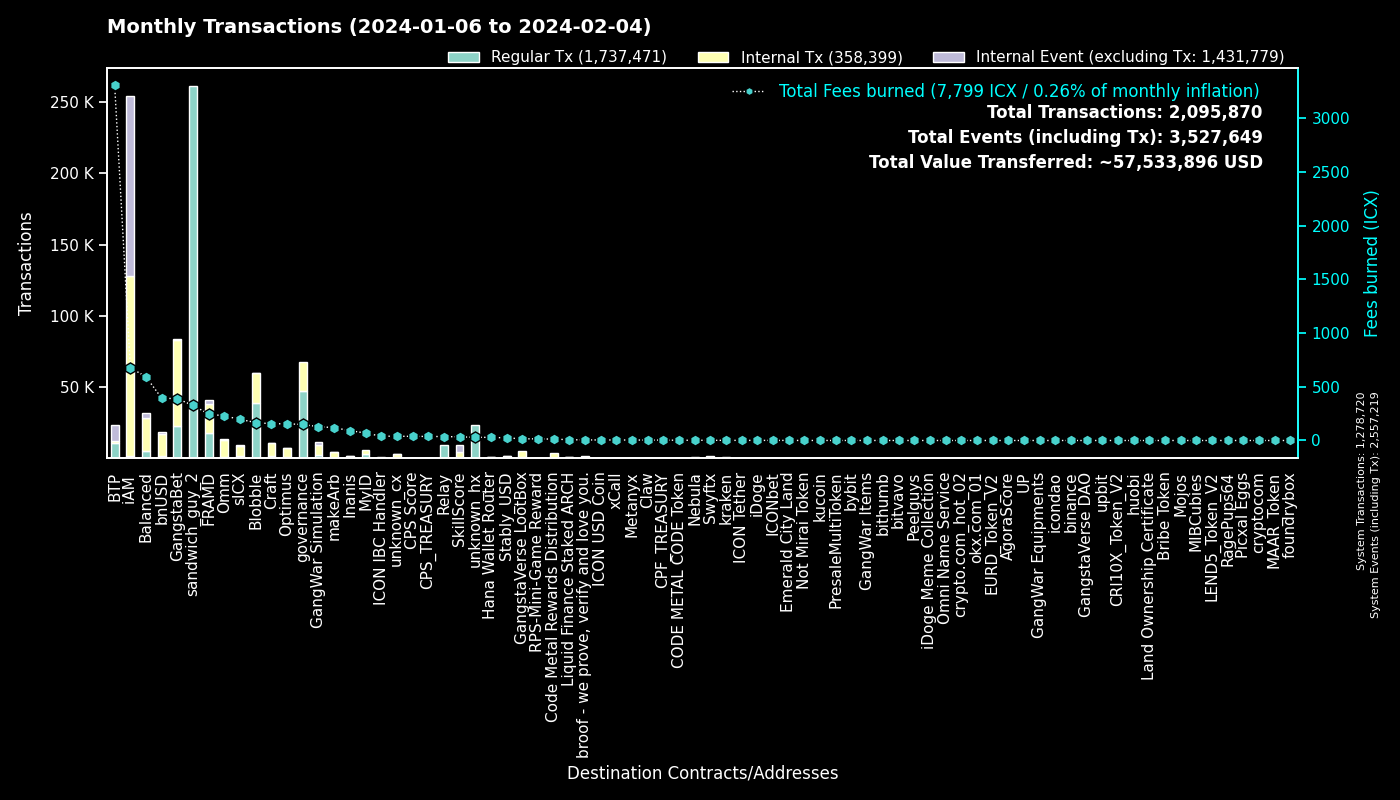 Monthly Transactions (2024-01-06 to 2024-02-04)
Regular Tx (1,737,471)
Internal Tx (358,399)
Internal Event (excluding Tx: 1,431,779)
Total Fees burned (7,799 ICX / 0.26% of monthly inflation)
Total Transactions: 2,095,870
Total Events (including Tx): 3,527,649
Total Value Transferred: ~57,533,896 USD
Transactions
250 K
200 K
150 K
100 K
50 K
3000
2500
2000
1500
1000
500
0
Fees burned (ICX)
System Transactions: 1,278,720
System Events (including Tx): 2,557,219
BTP
IAM
Balanced
bnUSD
GangstaBet
sandwich_guy_2
FRAMD
Omm
sICX
Blobble
Craft
Optimus
governance
GangWar Simulation
makeArb
Inanis
MyID
ICON IBC Handler
unknown_cx
CPS Score
CPS_TREASURY
Relay
SkillScore
unknown_hx
Hana Wallet Router
Stably_USD
GangstaVerse LootBox
RPS-Mini-Game Reward
Code Metal Rewards Distribution
Liquid Finance Staked ARCH
broof - we prove, verify and love you.
ICON USD Coin
xCall
Metanyx
Claw
CPF_TREASURY
CODE METAL CODE Token
Nebula
Swyftx
kraken
ICON Tether
iDoge
ICONbet
Emerald City Land
Not Mirai Token
kucoin
PresaleMultiToken
bybit
GangWar Items
bithumb
bitvavo
Peelguys
iDoge Meme Collection
Omni Name Service
crypto.com_hot_02
okx.com_01
EURD_Token_V2
AgoraScore
UP
GangWar Equipments
icondao
binance
GangstaVerse DAO
upbit
CRI10X_Token_V2
huobi
Land Ownership Certificate
Bribe Token
Mojos
MIBCubies
LEND5_Token_V2
RagePups64
Picxal Eggs
cryptocom
MAAR_Token
foundrybox
Destination Contracts/Addresses